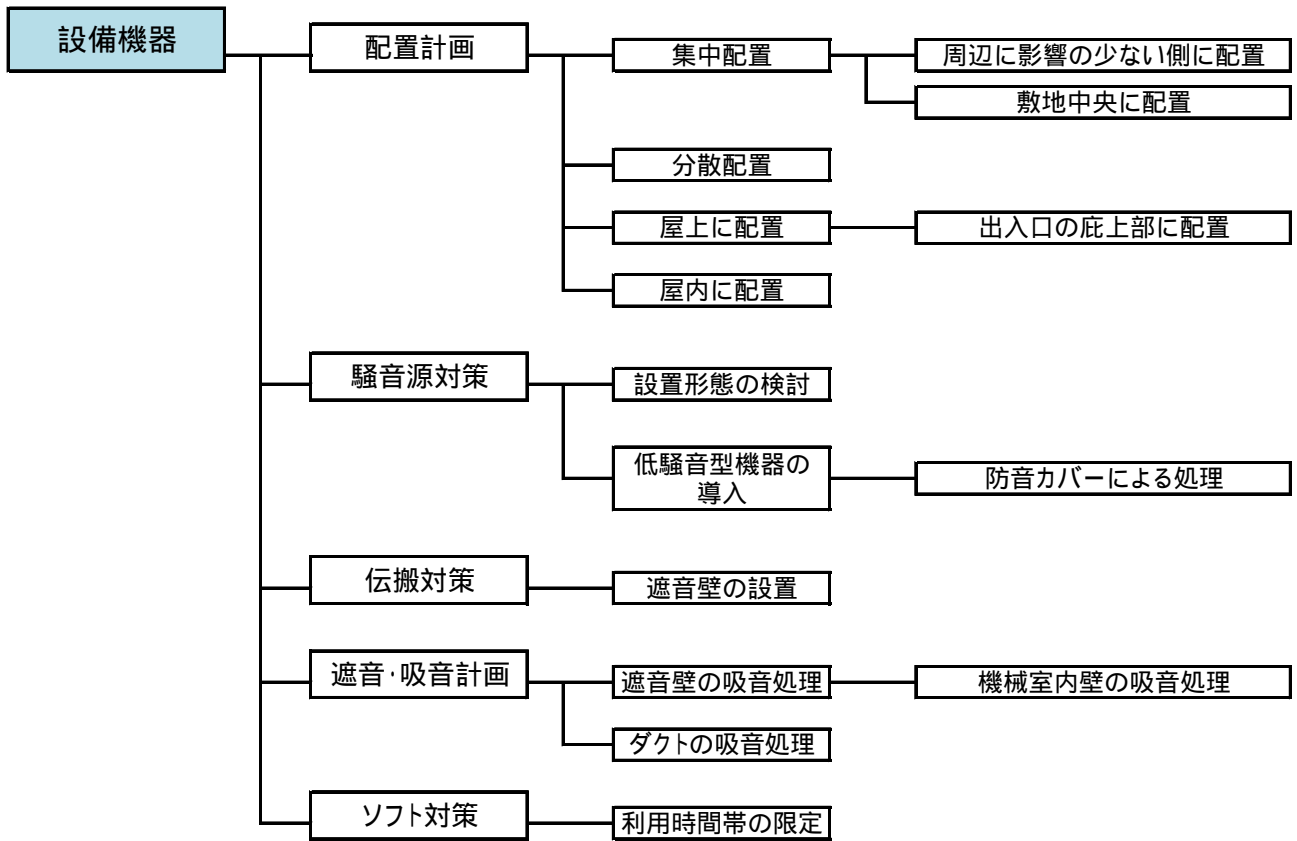 設備機器
配置計画
集中配置
周辺に影響の少ない側に配置
敷地中央に配置
分散配置
屋上に配置
出入口の庇上部に配置
屋内に配置
騒音源対策
設置形態の検討
低騒音型機器の
導入
防音カバーによる処理
伝搬対策
遮音壁の設置
遮音・吸音計画
遮音壁の吸音処理
機械室内壁の吸音処理
ダクトの吸音処理
ソフト対策
利用時間帯の限定